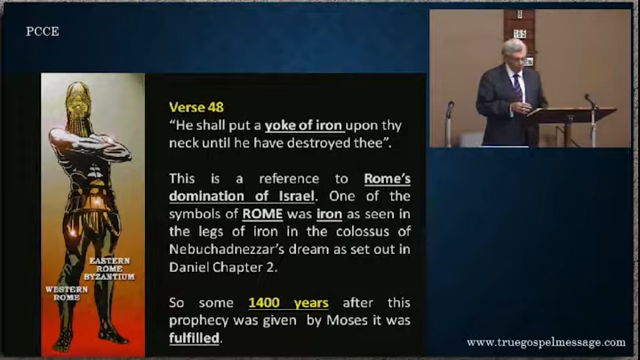 PCCE
Verse 48
“He shall put a yoke of iron upon thy
neck until he have destroyed thee”.
This is a reference to Rome’s
domination of Israel. One of the
symbols of ROME was iron as seen in
the legs of iron in the colossus of
Nebuchadnezzar’s dream as set out in
Daniel Chapter 2.
So some 1400 years after this
prophecy was given by Moses it was
fulfilled.
EASTERN
ROME
BYZANTIUM
WESTERN
ROME
www.truegospelmessage.com